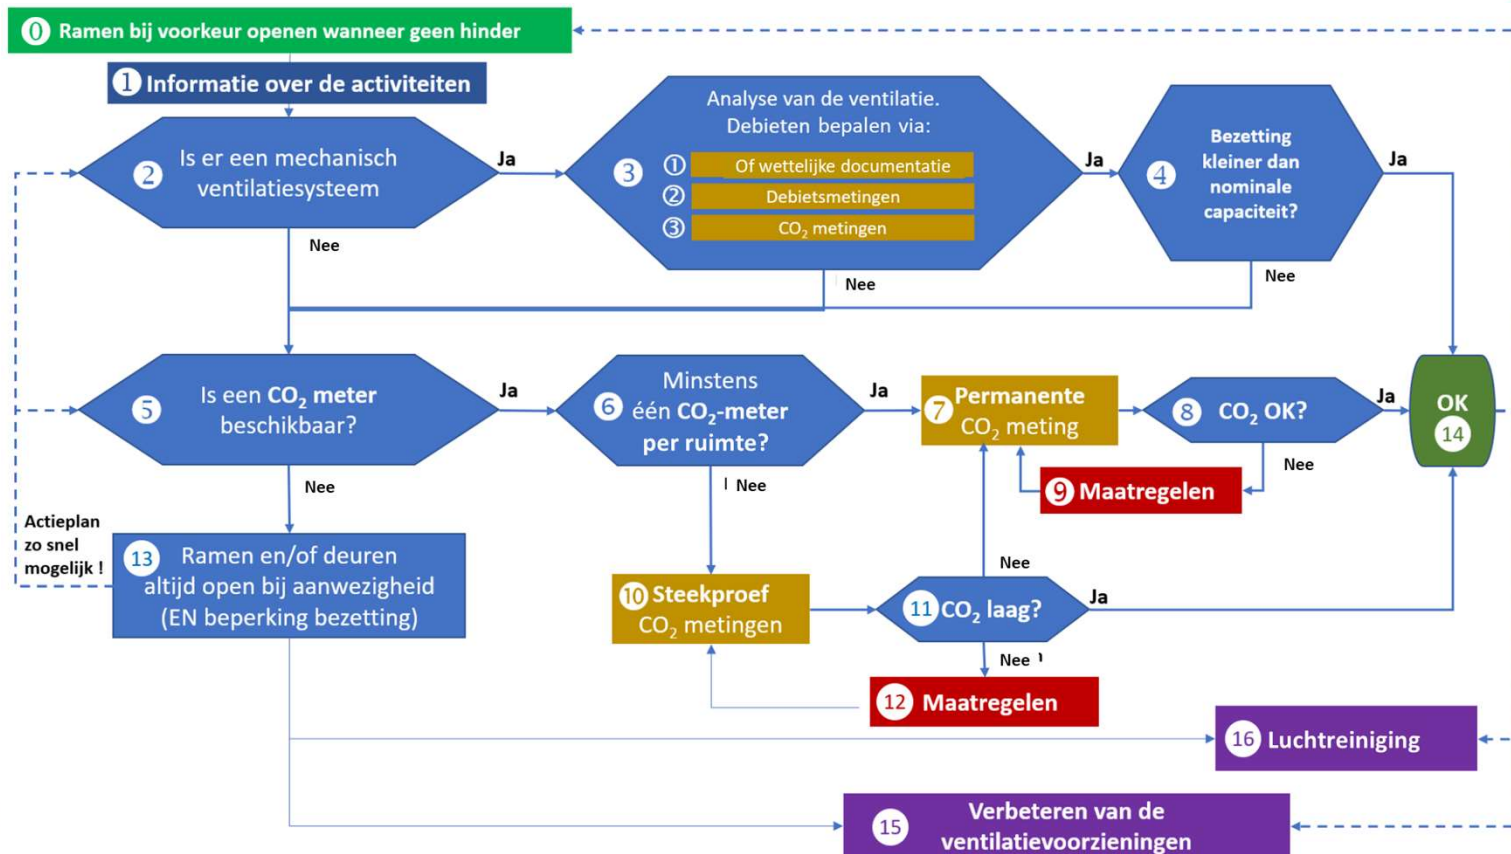 0 Ramen bij voorkeur openen wanneer geen hinder
1 Informatie over de activiteiten
2 Is er een mechanisch
ventilatiesysteem
Ja
Nee
3 Analyse van de ventilatie.
Debieten bepalen via:
① Of wettelijke documentatie
② Debietsmetingen
③ CO₂ metingen
Ja
Nee
4 Bezetting
kleiner dan
nominale
capaciteit?
Ja
Nee
5 Is een CO₂ meter
beschikbaar?
Ja
Nee
6 Minstens
één CO₂-meter
per ruimte?
Ja
Nee
7 Permanente
CO₂ meting
8 CO₂ OK?
Ja
Nee
9 Maatregelen
OK
14
Actieplan
zo snel
mogelijk !
13 Ramen en/of deuren
altijd open bij aanwezigheid
(EN beperking bezetting)
10 Steekproef
CO₂ metingen
Nee
11 CO₂ laag?
Ja
Nee
12 Maatregelen
16 Luchtreiniging
15 Verbeteren van de
ventilatievoorzieningen